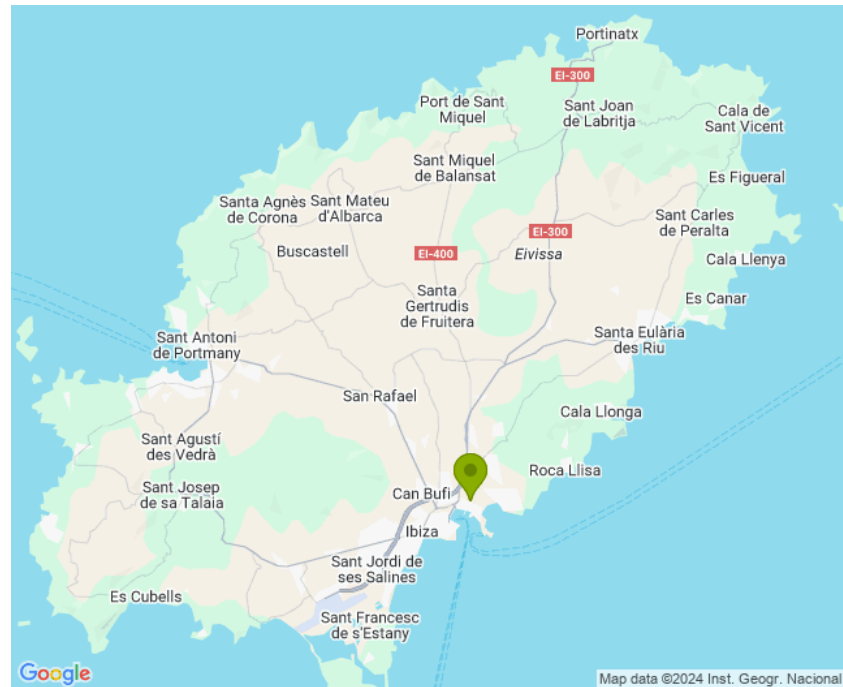 Portinatx
EI-300
Port de Sant
Miquel
Sant Joan
de Labritja
Cala de
Sant Vicent
Sant Miquel
de Balansat
Es Figueral
Santa Agnès
de Corona
Sant Mateu
d'Albarca
Sant Carles
de Peralta
EI-300
Buscastell
EI-400
Eivissa
Cala Llenya
Santa
Gertrudis
de Fruitera
Es Canar
Sant Antoni
de Portmany
Santa Eulària
des Riu
San Rafael
Cala Llonga
Sant Agustí
des Vedrà
Roca Llisa
Sant Josep
de sa Talaia
Can Bufi
Ibiza
Sant Jordi de
ses Salines
Es Cubells
Sant Francesc
de s'Estany
Google
Map data ©2024 Inst. Geogr. Nacional